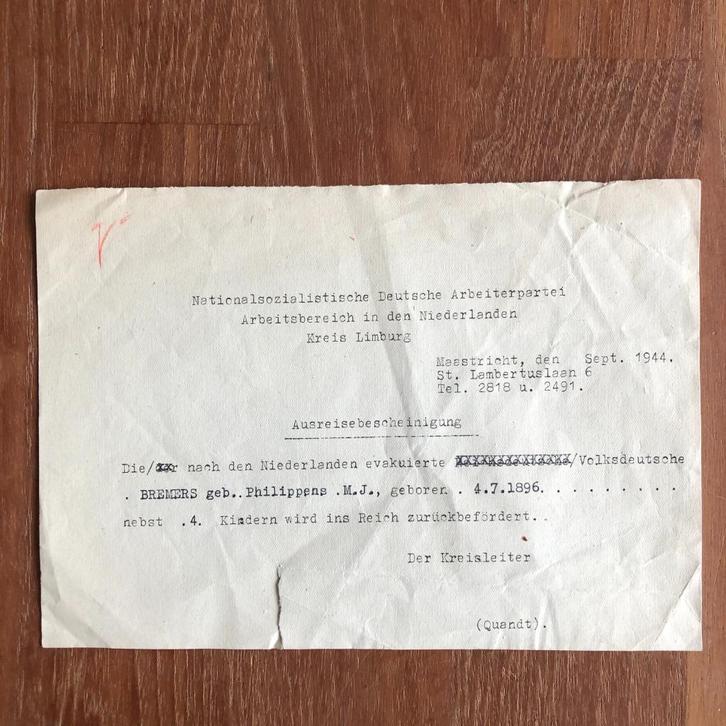 Nationalsozialistische Deutsche Arbeiterpartei
Arbeitsbereich in den Niederlanden
Kreis Limburg
Maastricht, den Sept. 1944.
St. Lambertuslaan 6
Tel. 2818 u. 2491.
Ausreisebescheinigung
Die/der nach den Niederlanden evakuierte /Volksdeutsche
. BREMERS geb..Philippens .M.J., geboren . 4.7.1896. . . . . . . . . .
nebst .4. Kindern wird ins Reich zurückbefördert. .
Der Kreisleiter
(Quandt).